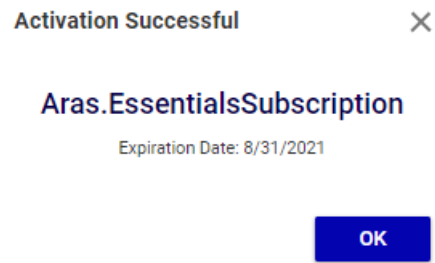 Activation Successful
Aras.EssentialsSubscription
Expiration Date: 8/31/2021
OK